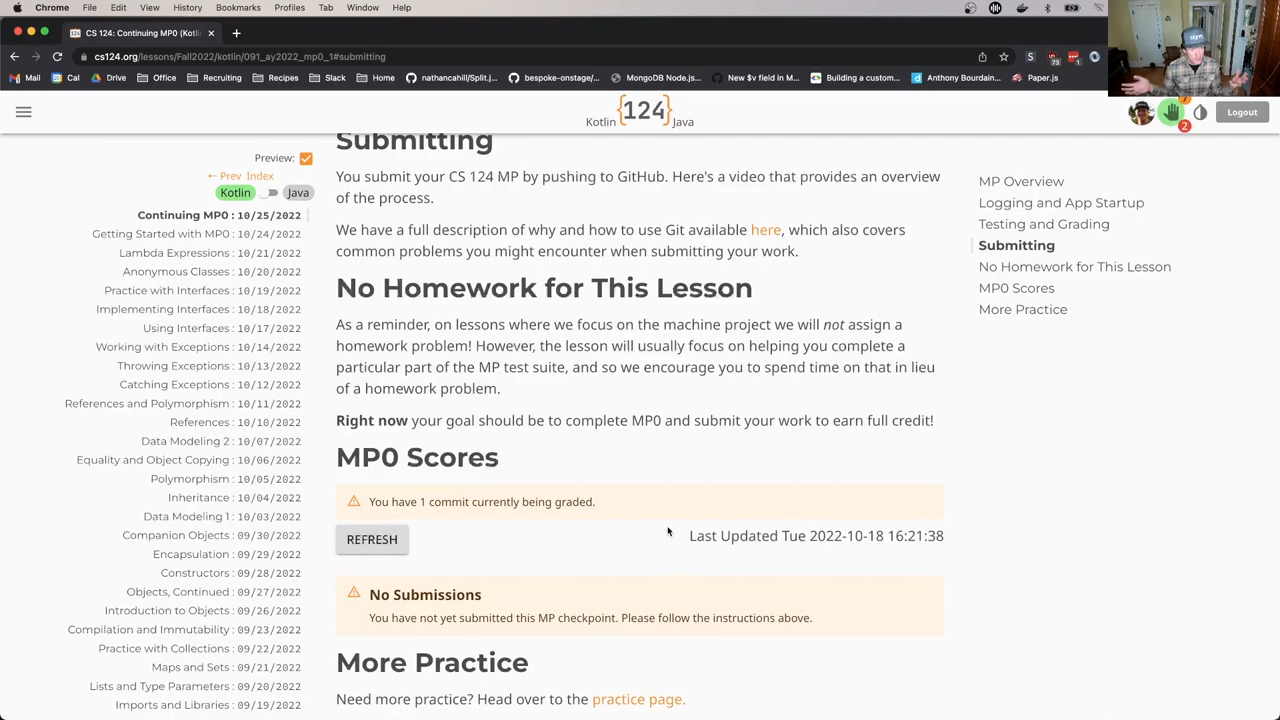 Chrome File Edit View History Bookmarks Profiles Tab Window Help
CS 124: Continuing MP0 (Kotli
cs124.org/lessons/Fall2022/kotlin/091_ay2022_mp0_1#submitting
Mail Cal Drive Office Recruiting Recipes Slack nathancahill/Split.j... bespoke-onstage/... MongoDB Node.js... New $v field in M... Building a custom... Anthony Bourdain... Paper.js
Kotlin {124} Java
7
2
Logout
Preview:
← Prev Index
Kotlin Java
Continuing MP0 : 10/25/2022
Getting Started with MP0 : 10/24/2022
Lambda Expressions : 10/21/2022
Anonymous Classes : 10/20/2022
Practice with Interfaces : 10/19/2022
Implementing Interfaces : 10/18/2022
Using Interfaces : 10/17/2022
Working with Exceptions : 10/14/2022
Throwing Exceptions : 10/13/2022
Catching Exceptions : 10/12/2022
References and Polymorphism : 10/11/2022
References : 10/10/2022
Data Modeling 2 : 10/07/2022
Equality and Object Copying : 10/06/2022
Polymorphism : 10/05/2022
Inheritance : 10/04/2022
Data Modeling 1 : 10/03/2022
Companion Objects : 09/30/2022
Encapsulation : 09/29/2022
Constructors : 09/28/2022
Objects, Continued : 09/27/2022
Introduction to Objects : 09/26/2022
Compilation and Immutability : 09/23/2022
Practice with Collections : 09/22/2022
Maps and Sets : 09/21/2022
Lists and Type Parameters : 09/20/2022
Imports and Libraries : 09/19/2022
Submitting
You submit your CS 124 MP by pushing to GitHub. Here's a video that provides an overview
of the process.
We have a full description of why and how to use Git available here, which also covers
common problems you might encounter when submitting your work.
No Homework for This Lesson
As a reminder, on lessons where we focus on the machine project we will not assign a
homework problem! However, the lesson will usually focus on helping you complete a
particular part of the MP test suite, and so we encourage you to spend time on that in lieu
of a homework problem.
Right now your goal should be to complete MP0 and submit your work to earn full credit!
MP0 Scores
You have 1 commit currently being graded.
REFRESH
Last Updated Tue 2022-10-18 16:21:38
No Submissions
You have not yet submitted this MP checkpoint. Please follow the instructions above.
More Practice
Need more practice? Head over to the practice page.
MP Overview
Logging and App Startup
Testing and Grading
Submitting
No Homework for This Lesson
MP0 Scores
More Practice